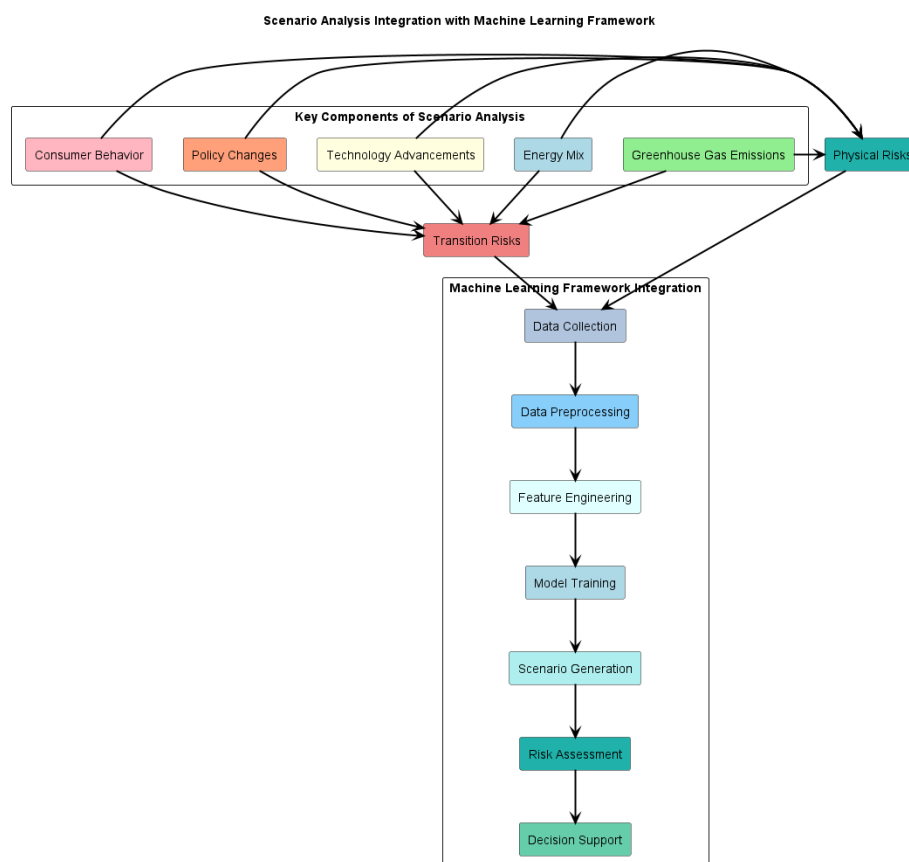 Scenario Analysis Integration with Machine Learning Framework
Key Components of Scenario Analysis
Consumer Behavior
Policy Changes
Technology Advancements
Energy Mix
Greenhouse Gas Emissions
Physical Risks
Transition Risks
Machine Learning Framework Integration
Data Collection
Data Preprocessing
Feature Engineering
Model Training
Scenario Generation
Risk Assessment
Decision Support